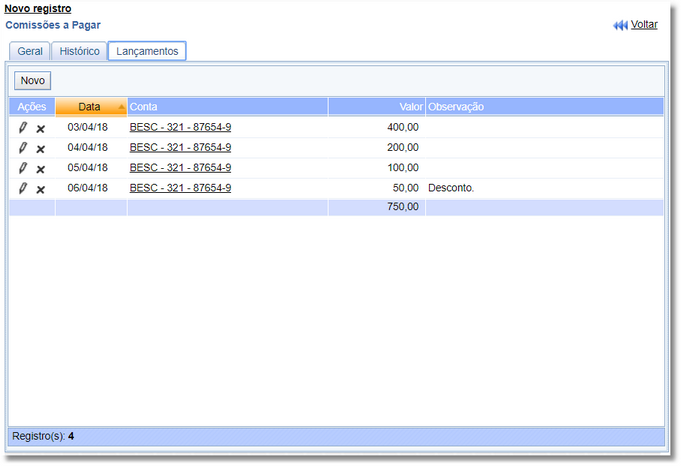 Novo registro
Comissões a Pagar
Voltar
Geral Histórico Lançamentos
Novo
Ações Data Conta Valor Observação
03/04/18 BESC - 321 - 87654-9 400,00
04/04/18 BESC - 321 - 87654-9 200,00
05/04/18 BESC - 321 - 87654-9 100,00
06/04/18 BESC - 321 - 87654-9 50,00 Desconto.
750,00
Registro(s): 4